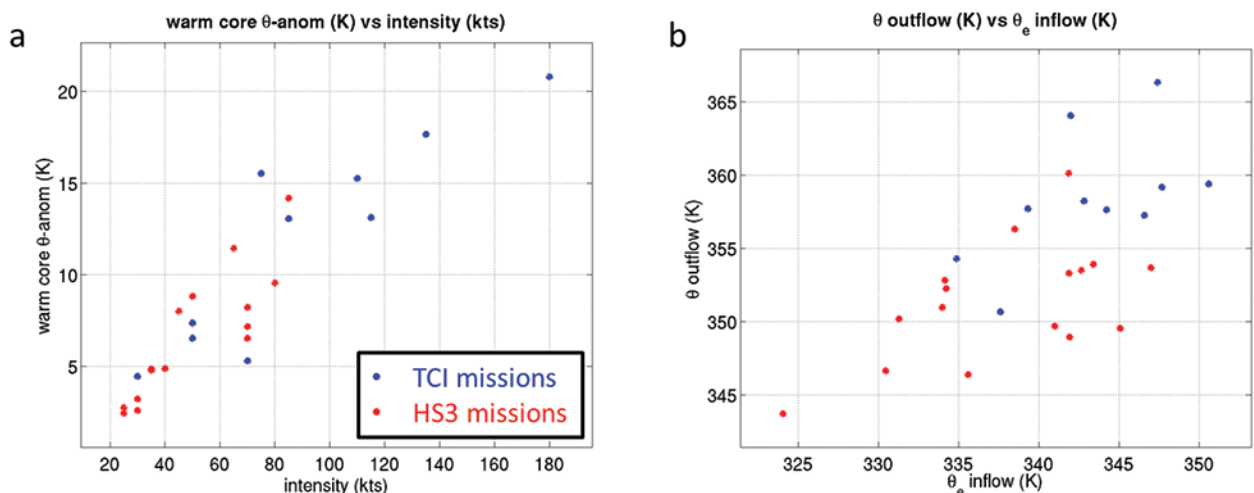 a
warm core θ-anom (K) vs intensity (kts)
warm core θ-anom (K)
20
15
10
5
20 40 60 80 100 120 140 160 180
intensity (kts)
TCI missions
HS3 missions
b
θ outflow (K) vs θe inflow (K)
θ outflow (K)
365
360
355
350
345
325 330 335 340 345 350
θe inflow (K)